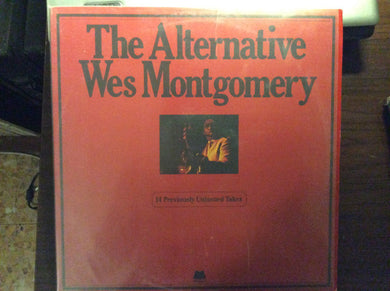 The Alternative
Wes Montgomery
14 Previously Unissued Takes